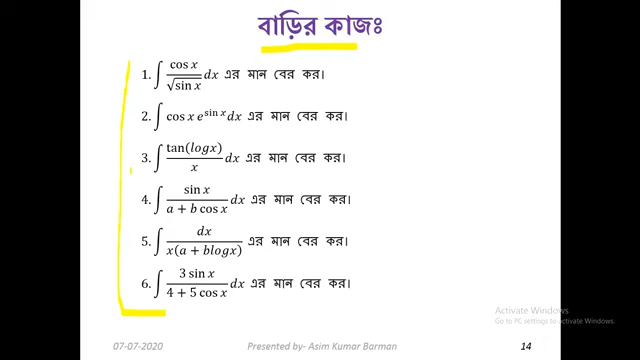 বাড়ির কাজঃ
1. ∫ cos x / √sin x dx এর মান বের কর।
2. ∫ cos x e^{sin x} dx এর মান বের কর।
3. ∫ tan(logx) / x dx এর মান বের কর।
4. ∫ sin x / a + b cos x dx এর মান বের কর।
5. ∫ dx / x(a + blogx) এর মান বের কর।
6. ∫ 3 sin x / 4 + 5 cos x dx এর মান বের কর।
Activate Windows
Go to PC settings to activate Windows.
07-07-2020 Presented by- Asim Kumar Barman 14